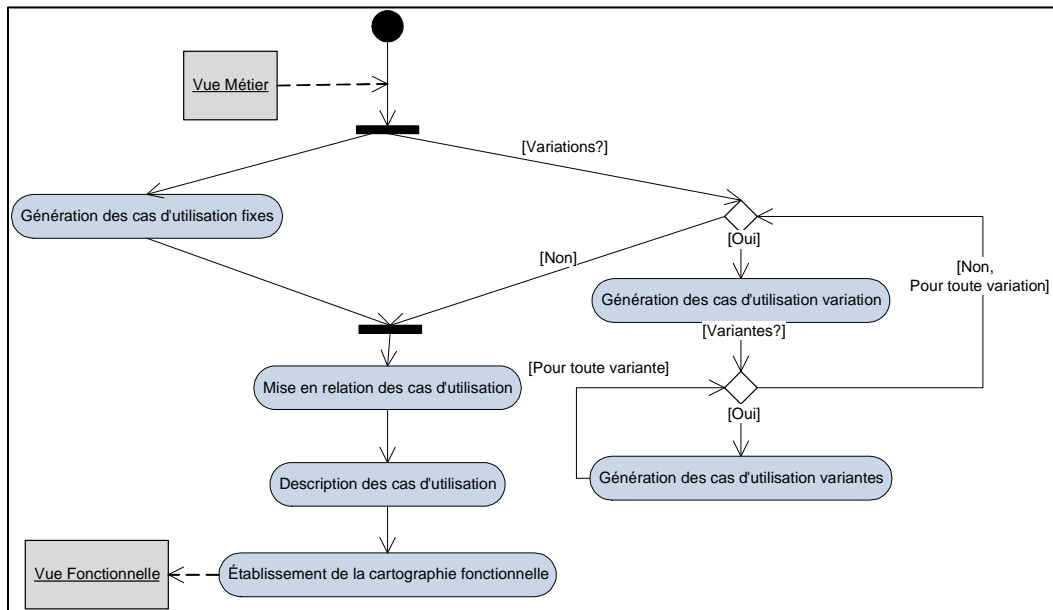 Vue Métier
[Variations?]
Génération des cas d'utilisation fixes
[Oui]
[Non]
[Non,
Pour toute variation]
Génération des cas d'utilisation variation
[Variantes?]
[Pour toute variante]
Mise en relation des cas d'utilisation
[Oui]
Génération des cas d'utilisation variantes
Description des cas d'utilisation
Vue Fonctionnelle
Établissement de la cartographie fonctionnelle